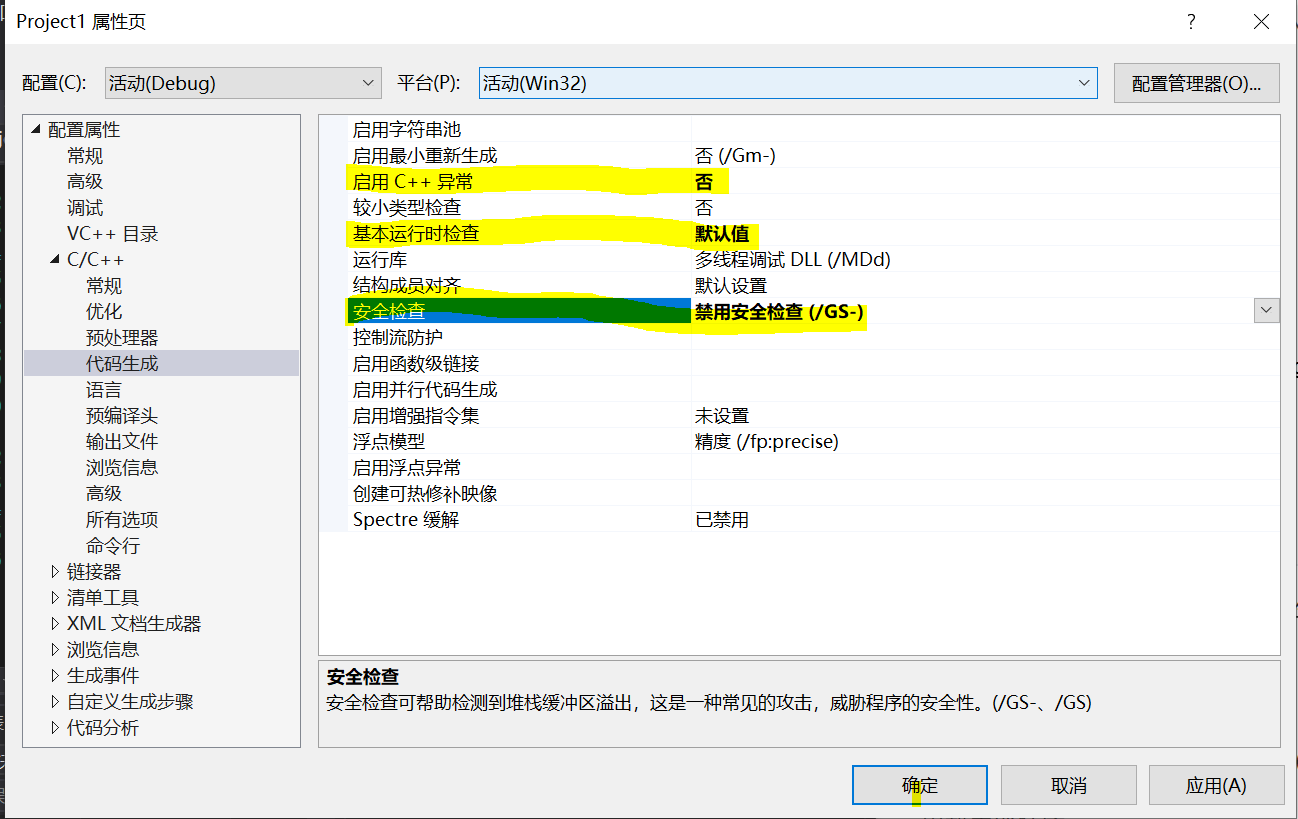 Project1 属性页
配置(C): 活动(Debug) 平台(P): 活动(Win32) 配置管理器(O)...
配置属性
常规
高级
调试
VC++ 目录
C/C++
常规
优化
预处理器
代码生成
语言
预编译头
输出文件
浏览信息
高级
所有选项
命令行
链接器
清单工具
XML 文档生成器
浏览信息
生成事件
自定义生成步骤
代码分析
启用字符串池
启用最小重新生成 否 (/Gm-)
启用 C++ 异常 否
较小类型检查 否
基本运行时检查 默认值
运行库 多线程调试 DLL (/MDd)
结构成员对齐 默认设置
安全检查 禁用安全检查 (/GS-)
控制流防护
启用函数级链接
启用并行代码生成
启用增强指令集 未设置
浮点模型 精度 (/fp:precise)
启用浮点异常
创建可热修补映像
Spectre 缓解 已禁用
安全检查
安全检查可帮助检测到堆栈缓冲区溢出，这是一种常见的攻击，威胁程序的安全性。(/GS-、/GS)
确定 取消 应用(A)